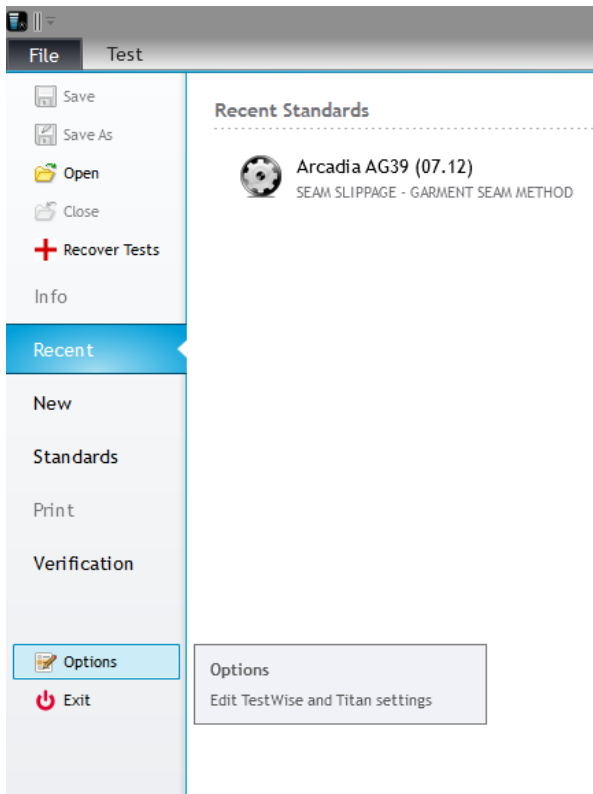 File Test
Save
Save As
Open
Close
Recover Tests
Info
Recent
New
Standards
Print
Verification
Options
Exit
Recent Standards
Arcadia AG39 (07.12)
SEAM SLIPPAGE - GARMENT SEAM METHOD
Options
Edit TestWise and Titan settings